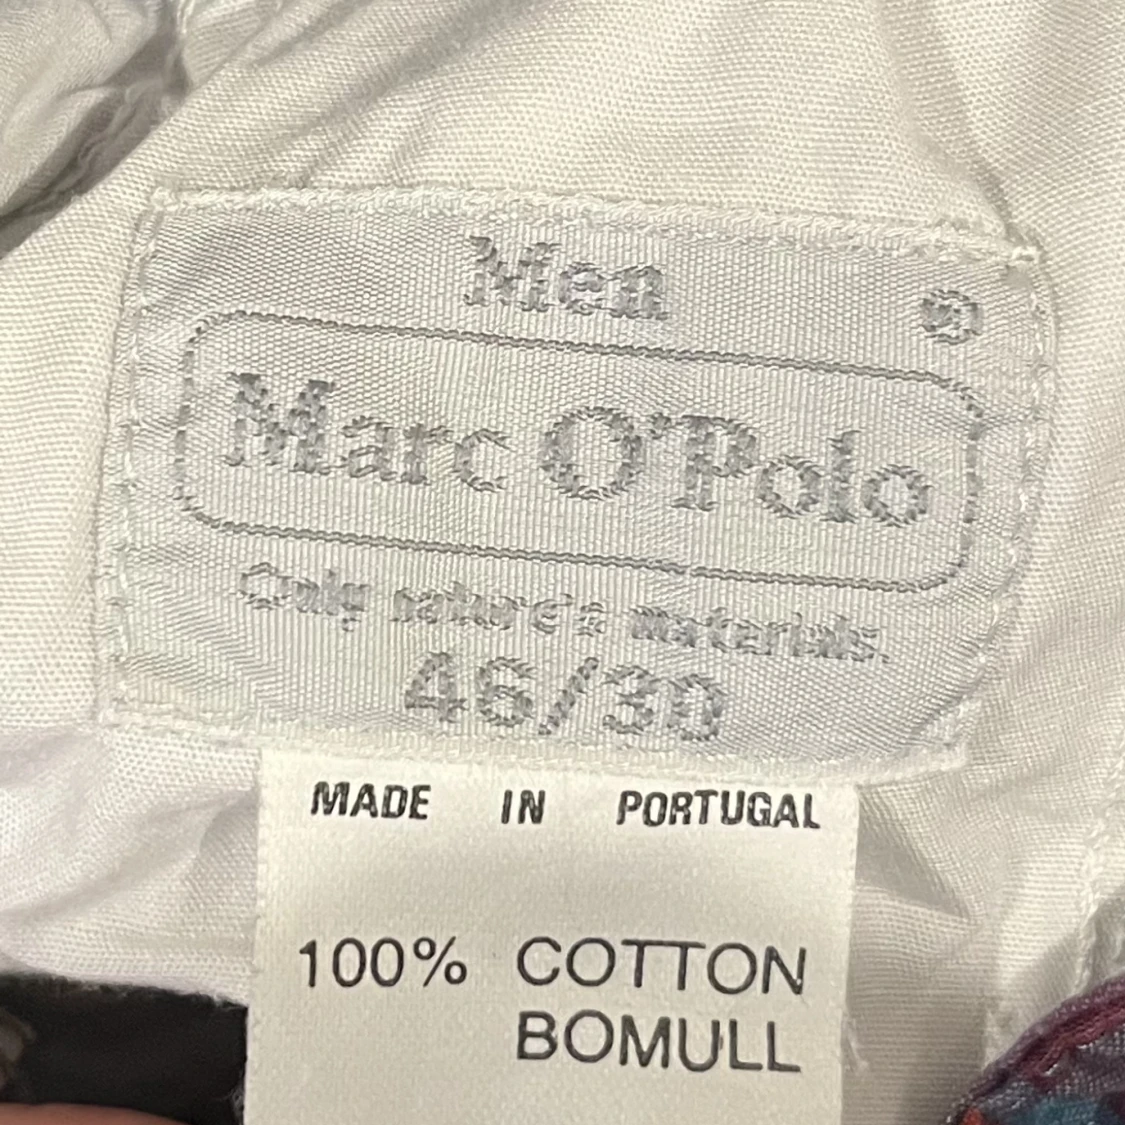 Men ®
Marc O'Polo
Only nature's materials.
46/30
MADE IN PORTUGAL
100% COTTON
BOMULL